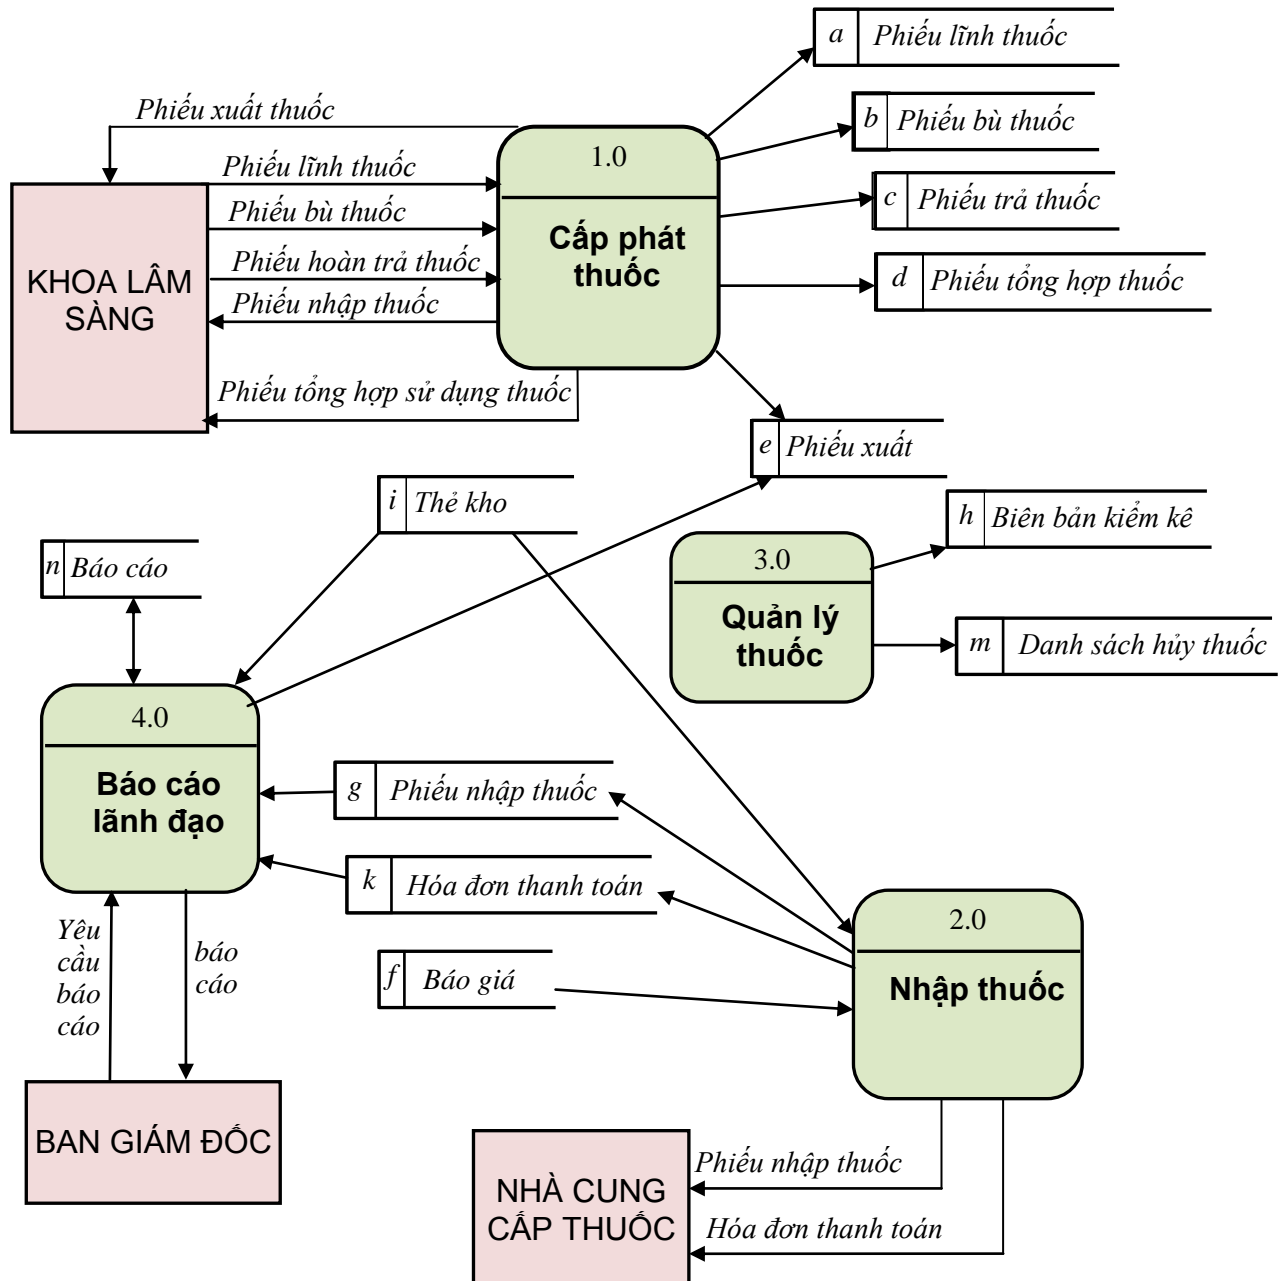 a Phiếu lĩnh thuốc
Phiếu xuất thuốc
b Phiếu bù thuốc
1.0
Phiếu lĩnh thuốc
c Phiếu trả thuốc
Phiếu bù thuốc
Cấp phát
thuốc
Phiếu hoàn trả thuốc
d Phiếu tổng hợp thuốc
KHOA LÂM
SÀNG
Phiếu nhập thuốc
Phiếu tổng hợp sử dụng thuốc
e Phiếu xuất
i Thẻ kho
h Biên bản kiểm kê
n Báo cáo
3.0
Quản lý
thuốc
m Danh sách hủy thuốc
4.0
Báo cáo
lãnh đạo
g Phiếu nhập thuốc
k Hóa đơn thanh toán
2.0
Yêu
cầu
báo
cáo
báo
cáo
f Báo giá
Nhập thuốc
BAN GIÁM ĐỐC
Phiếu nhập thuốc
NHÀ CUNG
CẤP THUỐC
Hóa đơn thanh toán